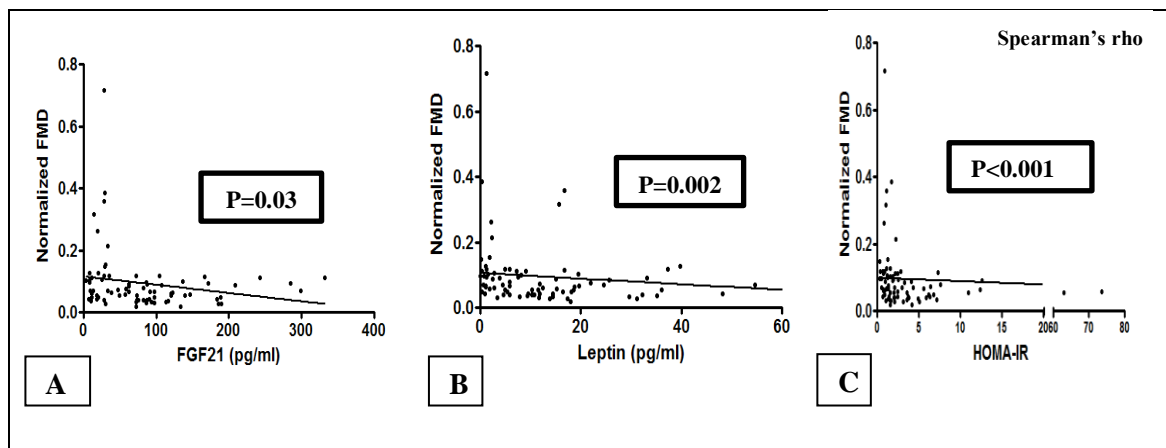 Spearman's rho
Normalized FMD
0.8
0.6
0.4
0.2
0.0
0
100
200
300
400
FGF21 (pg/ml)
P=0.03
A
Normalized FMD
0.8
0.6
0.4
0.2
0.0
0
20
40
60
Leptin (pg/ml)
P=0.002
B
Normalized FMD
0.8
0.6
0.4
0.2
0.0
0
5
10
15
20
60
70
80
HOMA-IR
P<0.001
C